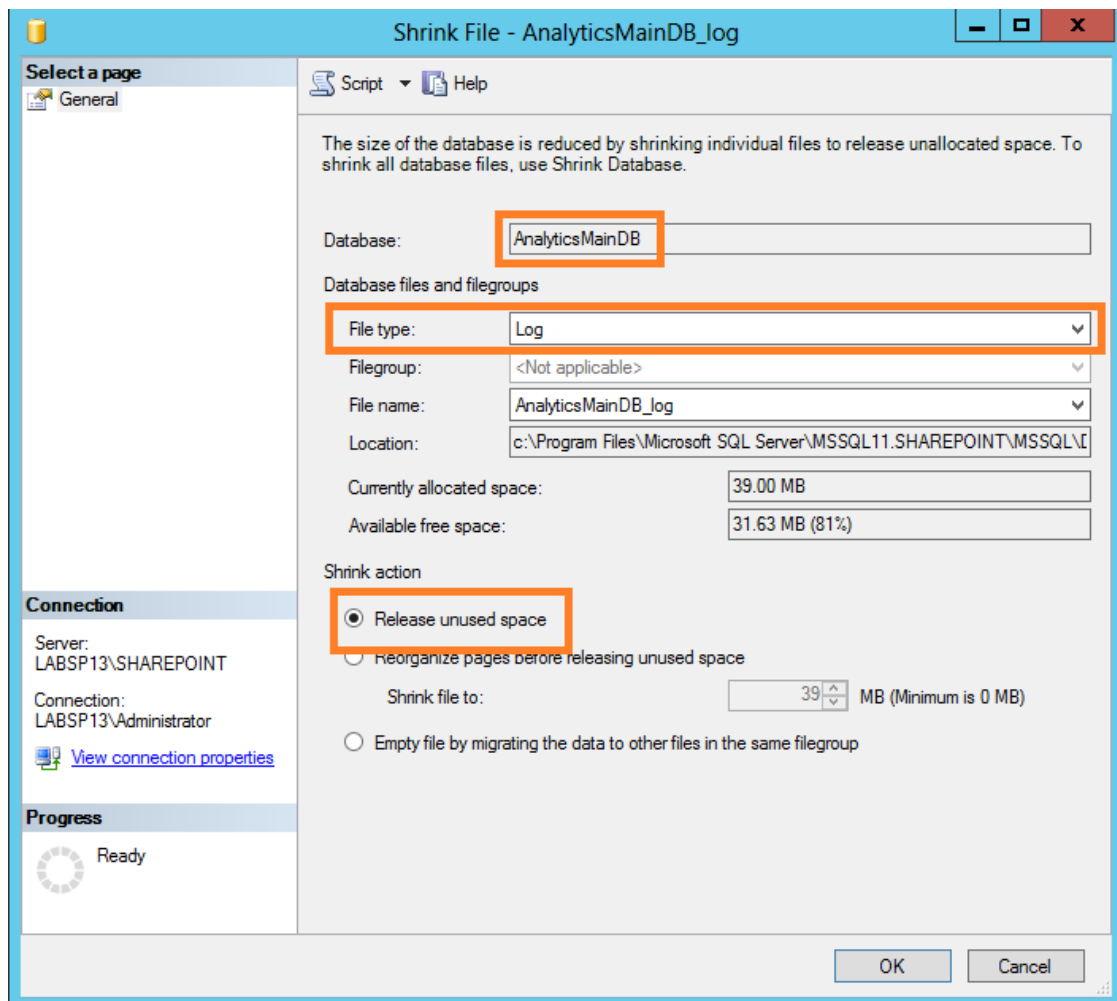 Shrink File - AnalyticsMainDB_log
Select a page
General
Script
Help
The size of the database is reduced by shrinking individual files to release unallocated space. To
shrink all database files, use Shrink Database.
Database: AnalyticsMainDB
Database files and filegroups
File type: Log
Filegroup: <Not applicable>
File name: AnalyticsMainDB_log
Location: c:\Program Files\Microsoft SQL Server\MSSQL11.SHAREPOINT\MSSQL\
Currently allocated space: 39.00 MB
Available free space: 31.63 MB (81%)
Shrink action
Release unused space
Reorganize pages before releasing unused space
Shrink file to: 39 MB (Minimum is 0 MB)
Empty file by migrating the data to other files in the same filegroup
Connection
Server:
LABSP13\SHAREPOINT
Connection:
LABSP13\Administrator
View connection properties
Progress
Ready
OK
Cancel